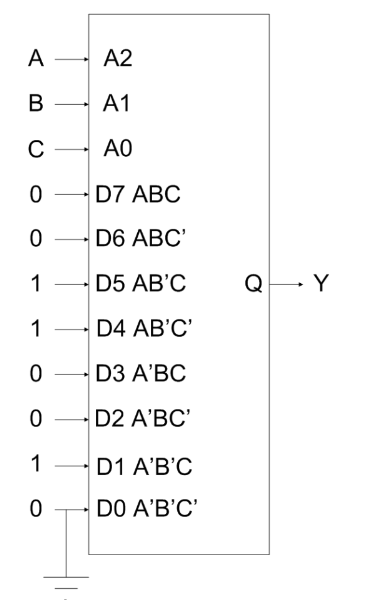 A A2
B A1
C A0
0 D7 ABC
0 D6 ABC’
1 D5 AB’C Q Y
1 D4 AB’C’
0 D3 A’BC
0 D2 A’BC’
1 D1 A’B’C
0 D0 A’B’C’